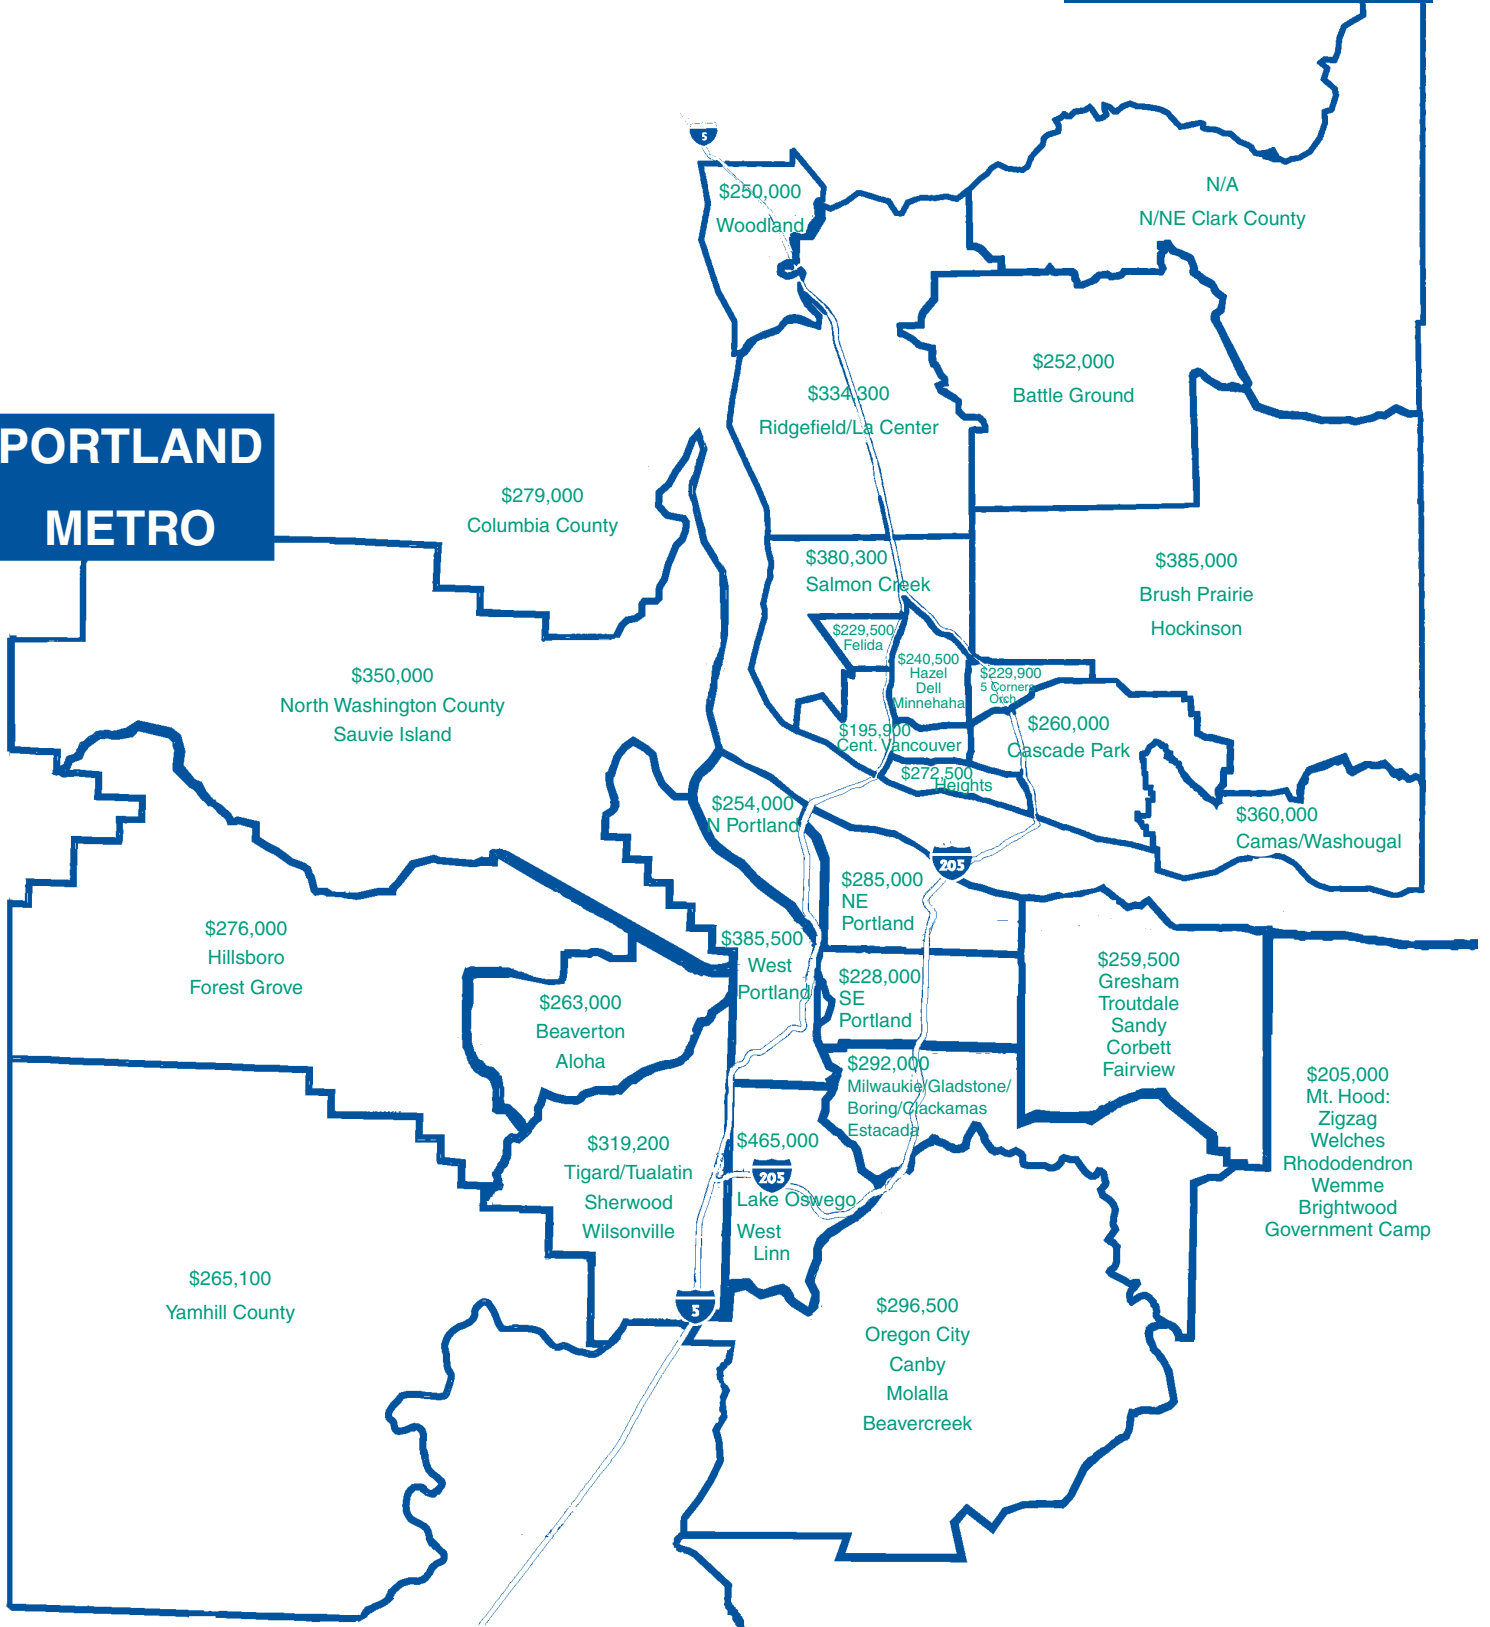 5
$250,000
Woodland
N/A
N/NE Clark County
$252,000
Battle Ground
$334,300
Ridgefield/La Center
PORTLAND
METRO
$279,000
Columbia County
$380,300
Salmon Creek
$385,000
Brush Prairie
Hockinson
$229,500
Felida
$240,500
Hazel
Dell
Minnehaha
$229,900
5 Corners
Orch
$350,000
North Washington County
Sauvie Island
$195,900
Cent. Vancouver
$260,000
Cascade Park
$272,500
Heights
$254,000
N Portland
$360,000
Camas/Washougal
205
$285,000
NE
Portland
$276,000
Hillsboro
Forest Grove
$385,500
West
Portland
$228,000
SE
Portland
$259,500
Gresham
Troutdale
Sandy
Corbett
Fairview
$263,000
Beaverton
Aloha
$292,000
Milwaukie/Gladstone/
Boring/Clackamas
Estacada
$205,000
Mt. Hood:
Zigzag
Welches
Rhododendron
Wemme
Brightwood
Government Camp
$319,200
Tigard/Tualatin
Sherwood
Wilsonville
$465,000
205
Lake Oswego
West
Linn
$265,100
Yamhill County
5
$296,500
Oregon City
Canby
Molalla
Beavercreek